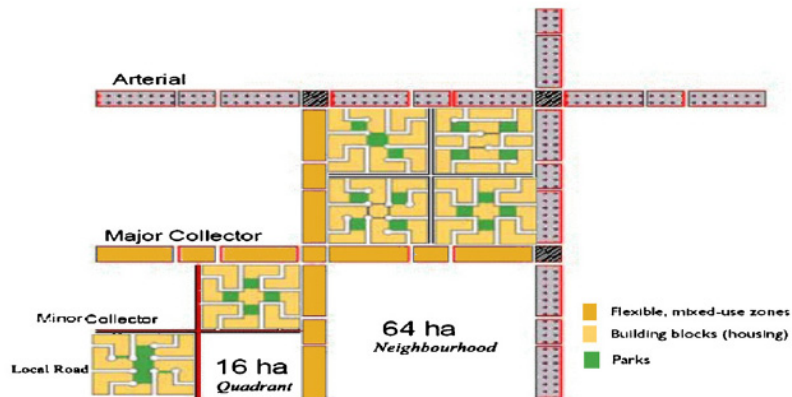 Arterial
Major Collector
Minor Collector
Local Road
16 ha
Quadrant
64 ha
Neighbourhood
Flexible, mixed-use zones
Building blocks (housing)
Parks